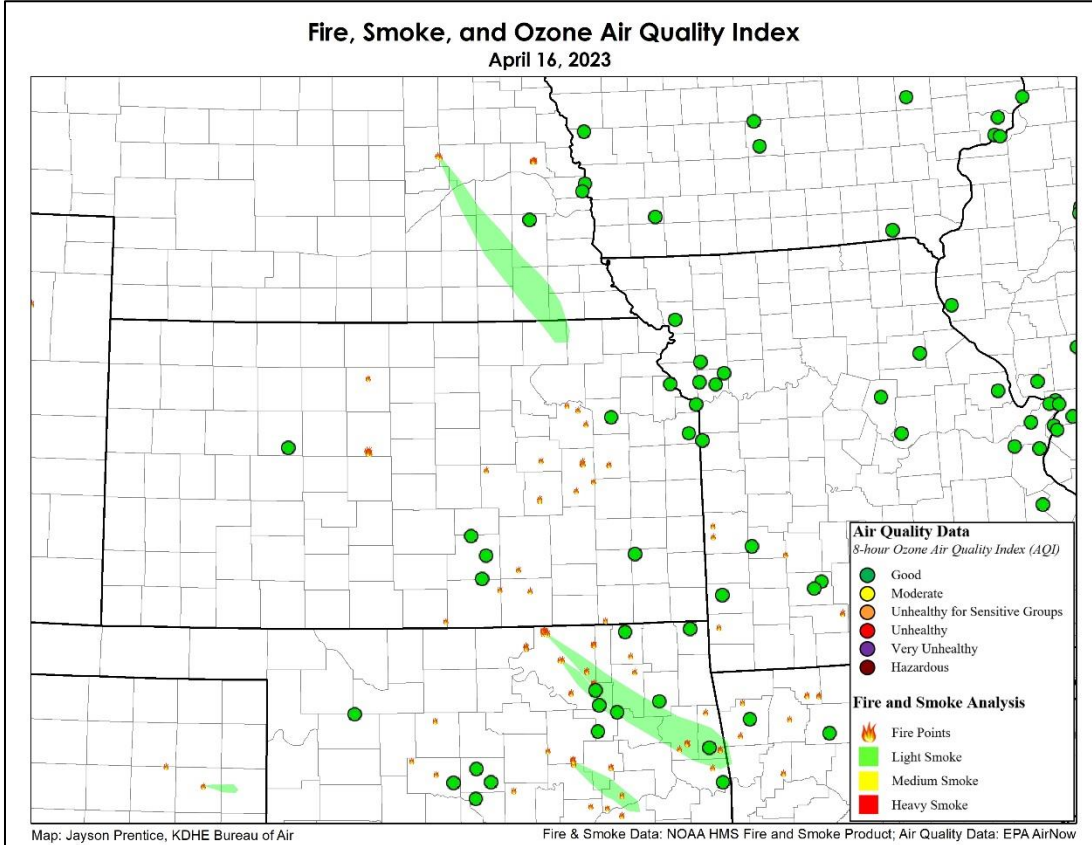 Fire, Smoke, and Ozone Air Quality Index
April 16, 2023
Air Quality Data
8-hour Ozone Air Quality Index (AQI)
Good
Moderate
Unhealthy for Sensitive Groups
Unhealthy
Very Unhealthy
Hazardous
Fire and Smoke Analysis
Fire Points
Light Smoke
Medium Smoke
Heavy Smoke
Map: Jayson Prentice, KDHE Bureau of Air
Fire & Smoke Data: NOAA HMS Fire and Smoke Product; Air Quality Data: EPA AirNow